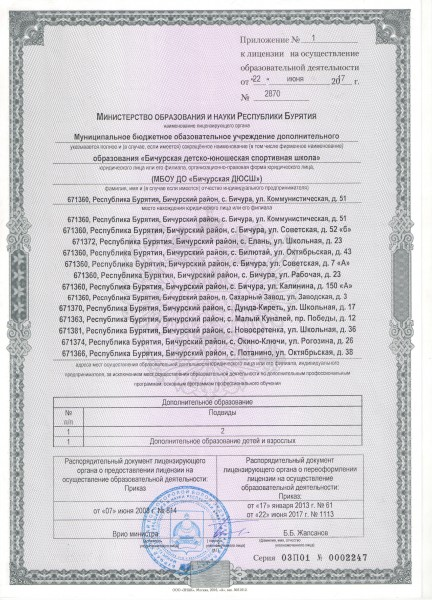 Приложение № 1
к лицензии на осуществление
образовательной деятельности
от «22 » июня 2017 г.
№ 2870
Министерство образования и науки Республики Бурятия
наименование лицензирующего органа
Муниципальное бюджетное образовательное учреждение дополнительного
указывается полное и (в случае, если имеется) сокращённое наименование (в том числе фирменное наименование)
образования «Бичурская детско-юношеская спортивная школа»
юридического лица или его филиала, организационно-правовая форма юридического лица,
(МБОУ ДО «Бичурская ДЮСШ»)
фамилия, имя и (в случае если имеется) отчество индивидуального предпринимателя)
671360, Республика Бурятия, Бичурский район, с. Бичура, ул. Коммунистическая, д. 51
место нахождения юридического лица или его филиала
671360, Республика Бурятия, Бичурский район, с. Бичура, ул. Коммунистическая, д. 51
671360, Республика Бурятия, Бичурский район, с. Бичура, ул. Советская, д. 52 «б»
671372, Республика Бурятия, Бичурский район, с. Елань, ул. Школьная, д. 23
671360, Республика Бурятия, Бичурский район, с. Билютай, ул. Октябрьская, д. 43
671360, Республика Бурятия, Бичурский район, с. Бичура, ул. Советская, д. 7 «А»
671360, Республика Бурятия, Бичурский район, с. Бичура, ул. Рабочая, д. 23
671360, Республика Бурятия, Бичурский район, с. Бичура, ул. Калинина, д. 150 «А»
671360, Республика Бурятия, Бичурский район, п. Сахарный Завод, ул. Заводская, д. 3
671370, Республика Бурятия, Бичурский район, с. Дунда-Киреть, ул. Школьная, д. 17
671363, Республика Бурятия, Бичурский район, с. Малый Куналей, пр. Победы, д. 12
671381, Республика Бурятия, Бичурский район, с. Новосретенка, ул. Школьная, д. 36
671374, Республика Бурятия, Бичурский район, с. Окино-Ключи, ул. Рогозина, д. 26
671366, Республика Бурятия, Бичурский район, с. Потанино, ул. Октябрьская, д. 38
адреса мест осуществления образовательной деятельности юридического лица или его филиала, индивидуального
предпринимателя, за исключением мест осуществления образовательной деятельности по дополнительным профессиональным
программам, основным программам профессионального обучения
Дополнительное образование
№ п/п
Подвиды
1
2
1
Дополнительное образование детей и взрослых
Распорядительный документ лицензирующего органа о предоставлении лицензии на осуществление образовательной деятельности:
Приказ
от «07» июня 2008 г. № 614
Распорядительный документ лицензирующего органа о переоформлении лицензии на осуществление образовательной деятельности:
Приказ:
от «17» января 2013 г. № 61
от «22» июня 2017 г. № 1113
Врио министра
Б.Б. Жалсанов
Серия 03П01 № 0002247